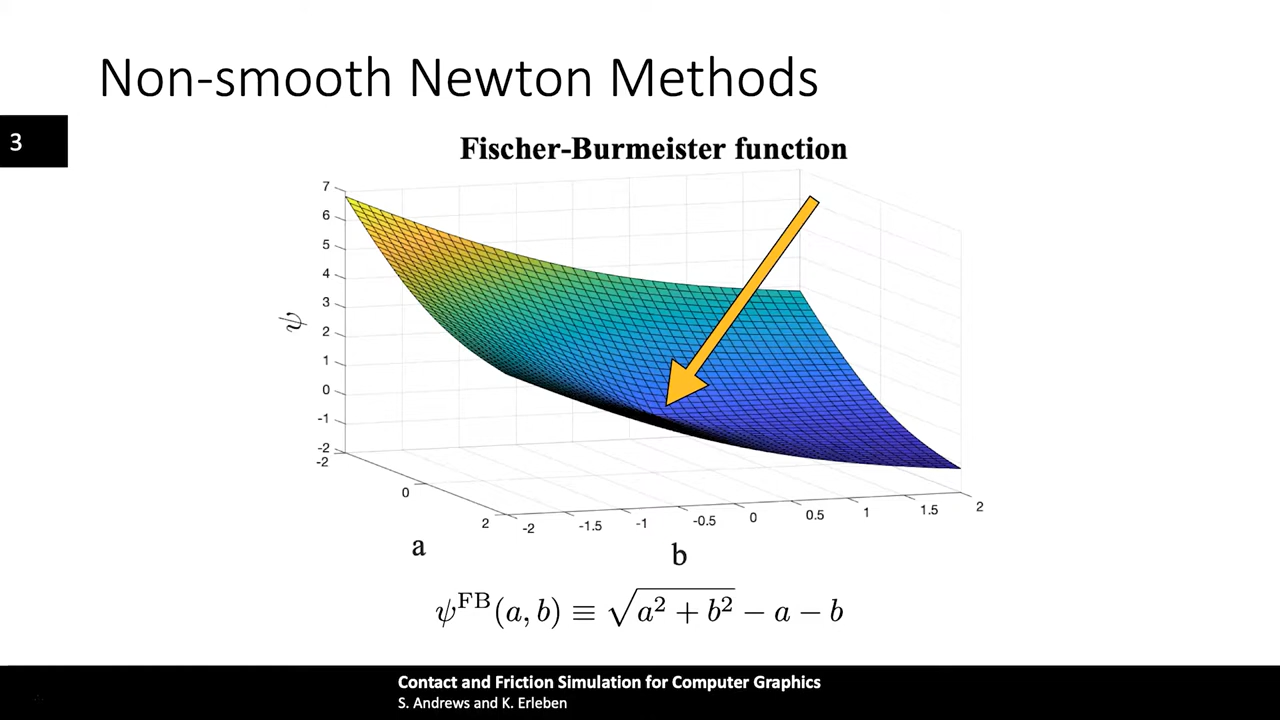 Non-smooth Newton Methods
3
Fischer-Burmeister function
7
6
5
4
3
2
1
0
-1
-2
ψ
-2
0
2
a
-2
-1.5
-1
-0.5
0
0.5
1
1.5
2
b
ψ^FB(a, b) ≡ √(a² + b²) − a − b
Contact and Friction Simulation for Computer Graphics
S. Andrews and K. Erleben